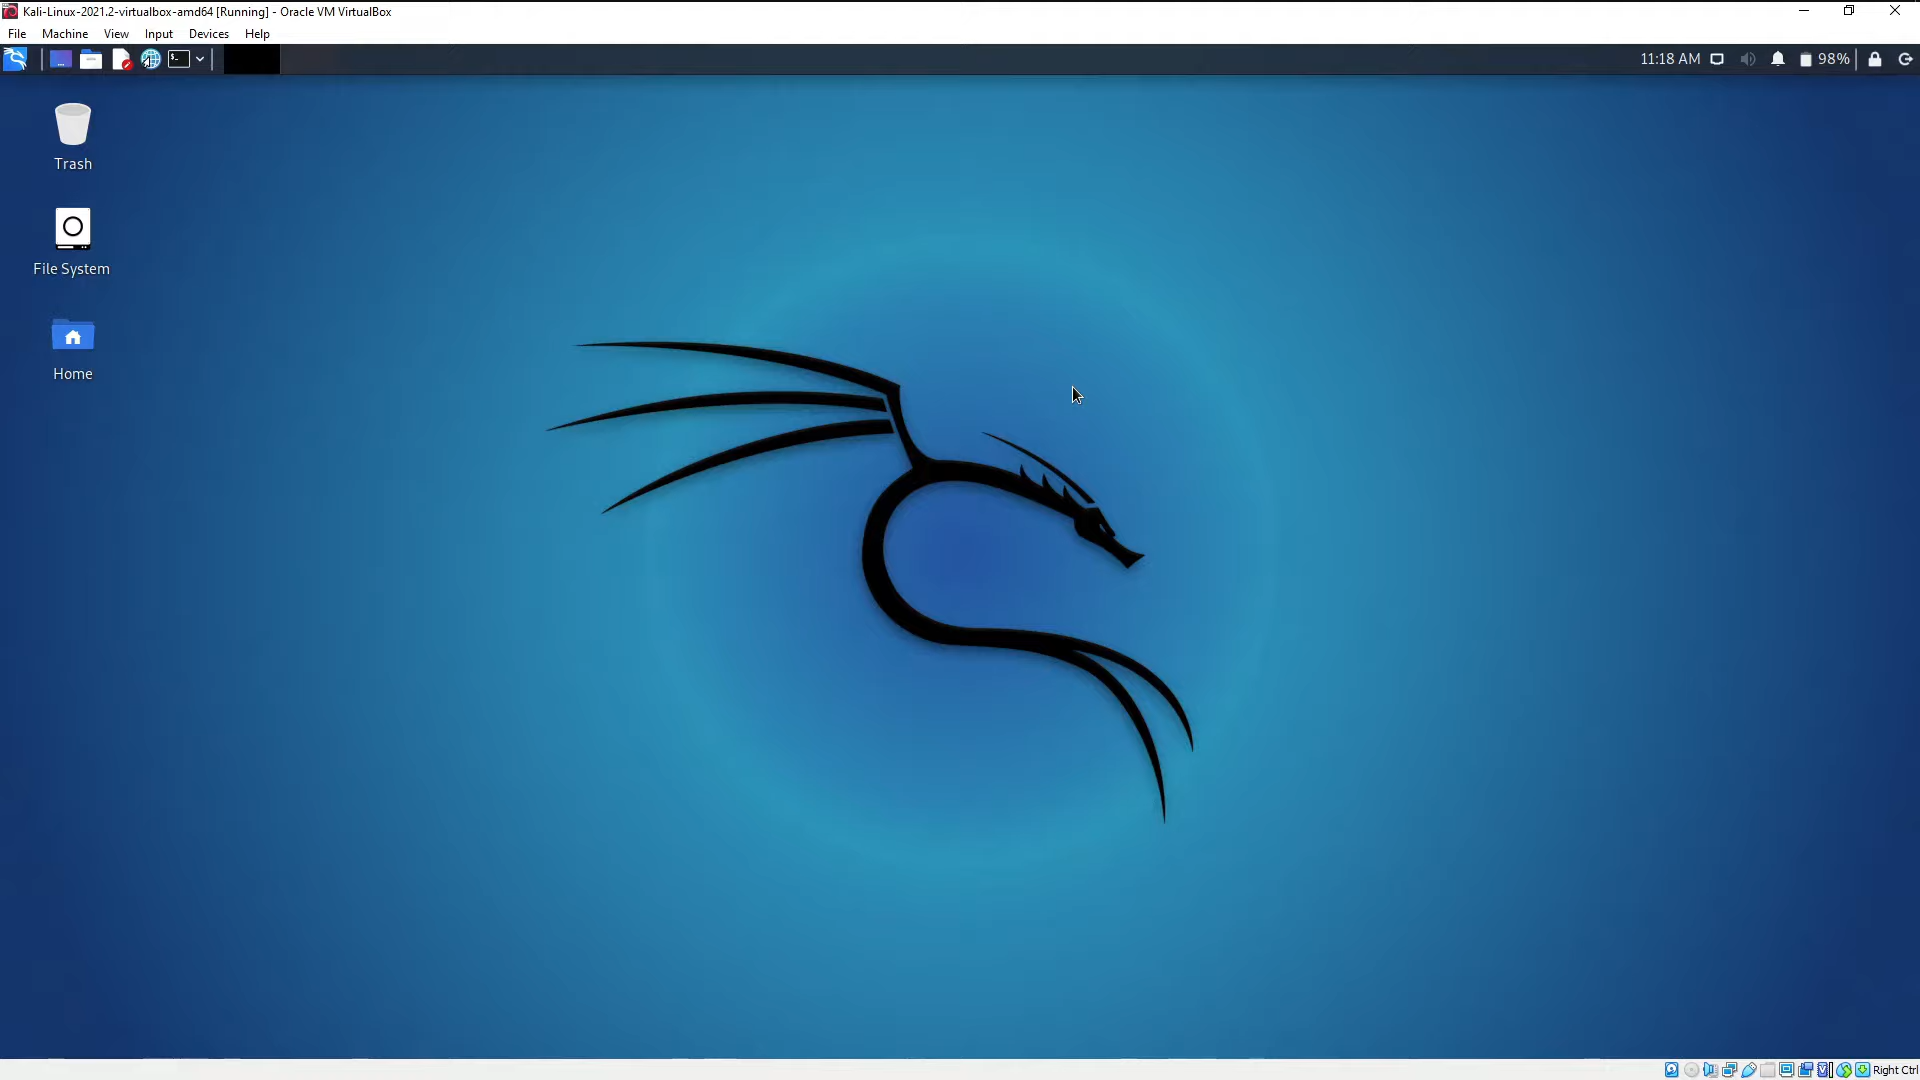 Kali-Linux-2021.2-virtualbox-amd64 [Running] - Oracle VM VirtualBox
File Machine View Input Devices Help
11:18 AM 98%
Trash
File System
Home
Right Ctrl